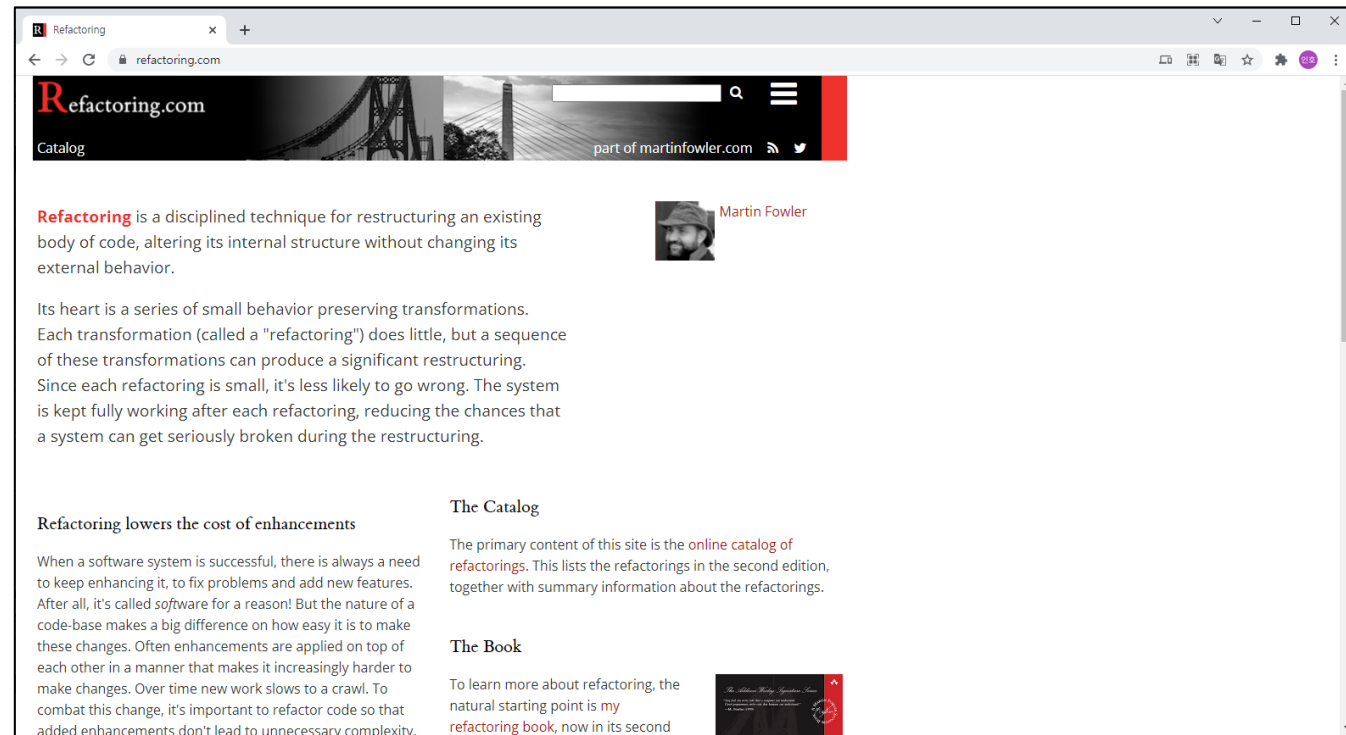 Refactoring
refactoring.com
인호
Refactoring.com
Catalog
part of martinfowler.com
Refactoring is a disciplined technique for restructuring an existing
body of code, altering its internal structure without changing its
external behavior.
Martin Fowler
Its heart is a series of small behavior preserving transformations.
Each transformation (called a "refactoring") does little, but a sequence
of these transformations can produce a significant restructuring.
Since each refactoring is small, it's less likely to go wrong. The system
is kept fully working after each refactoring, reducing the chances that
a system can get seriously broken during the restructuring.
Refactoring lowers the cost of enhancements
When a software system is successful, there is always a need
to keep enhancing it, to fix problems and add new features.
After all, it's called software for a reason! But the nature of a
code-base makes a big difference on how easy it is to make
these changes. Often enhancements are applied on top of
each other in a manner that makes it increasingly harder to
make changes. Over time new work slows to a crawl. To
combat this change, it's important to refactor code so that
added enhancements don't lead to unnecessary complexity.
The Catalog
The primary content of this site is the online catalog of
refactorings. This lists the refactorings in the second edition,
together with summary information about the refactorings.
The Book
To learn more about refactoring, the
natural starting point is my
refactoring book, now in its second
The Addison Wesley Signature Series